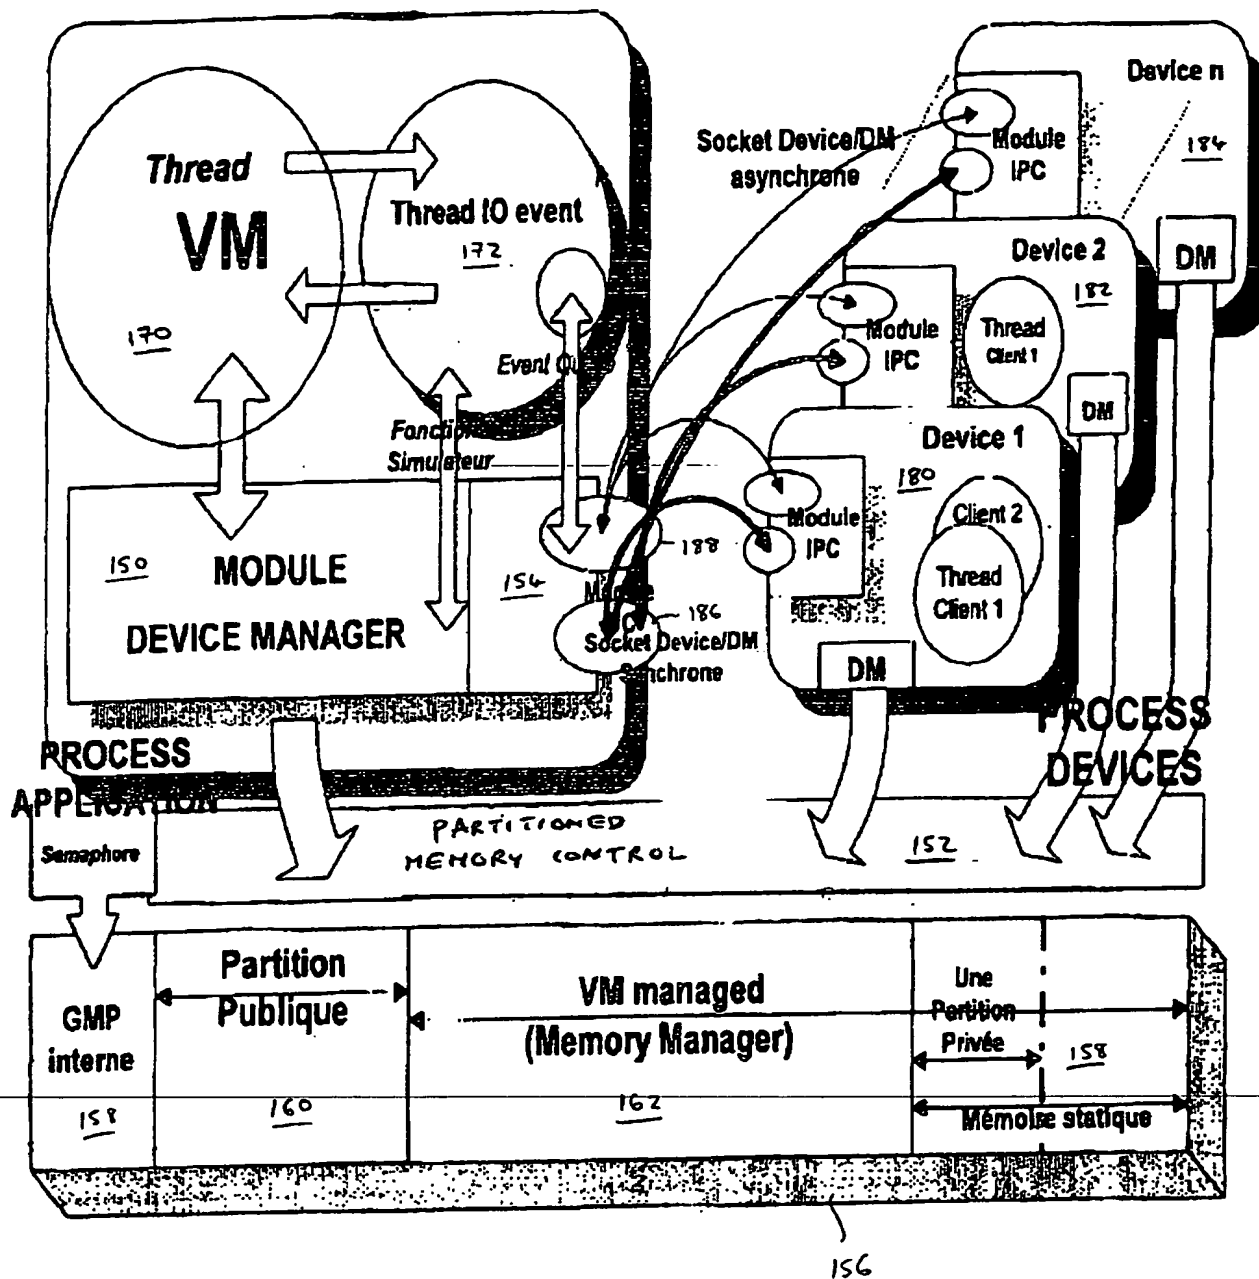 Thread
VM
170
Thread IO event
172
Event Qu
Fonction
Simulateur
150
MODULE
DEVICE MANAGER
154
188
186
Socket Device/DM
Synchrone
PROCESS
APPLICATION
Semaphore
Socket Device/DM
asynchrone
Device n
184
Module
IPC
DM
Device 2
182
Module
IPC
Thread
Client 1
DM
Device 1
180
Module
IPC
Client 2
Thread
Client 1
DM
PROCESS
DEVICES
PARTITIONED
MEMORY CONTROL
152
GMP
interne
158
Partition
Publique
160
VM managed
(Memory Manager)
162
Une
Partition
Privée
158
Mémoire statique
156